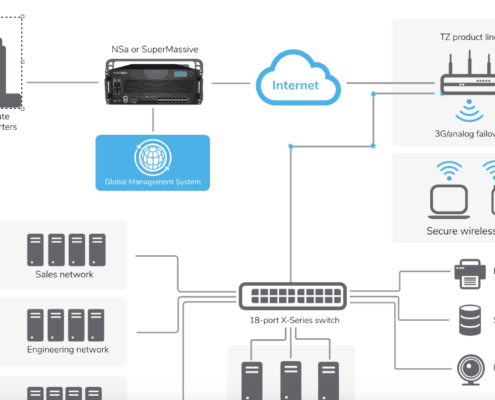 NSa or SuperMassive
TZ product line
Internet
3G/analog failov
ate
rters
Global Management System
Secure wireless
Sales network
18-port X-Series switch
Engineering network